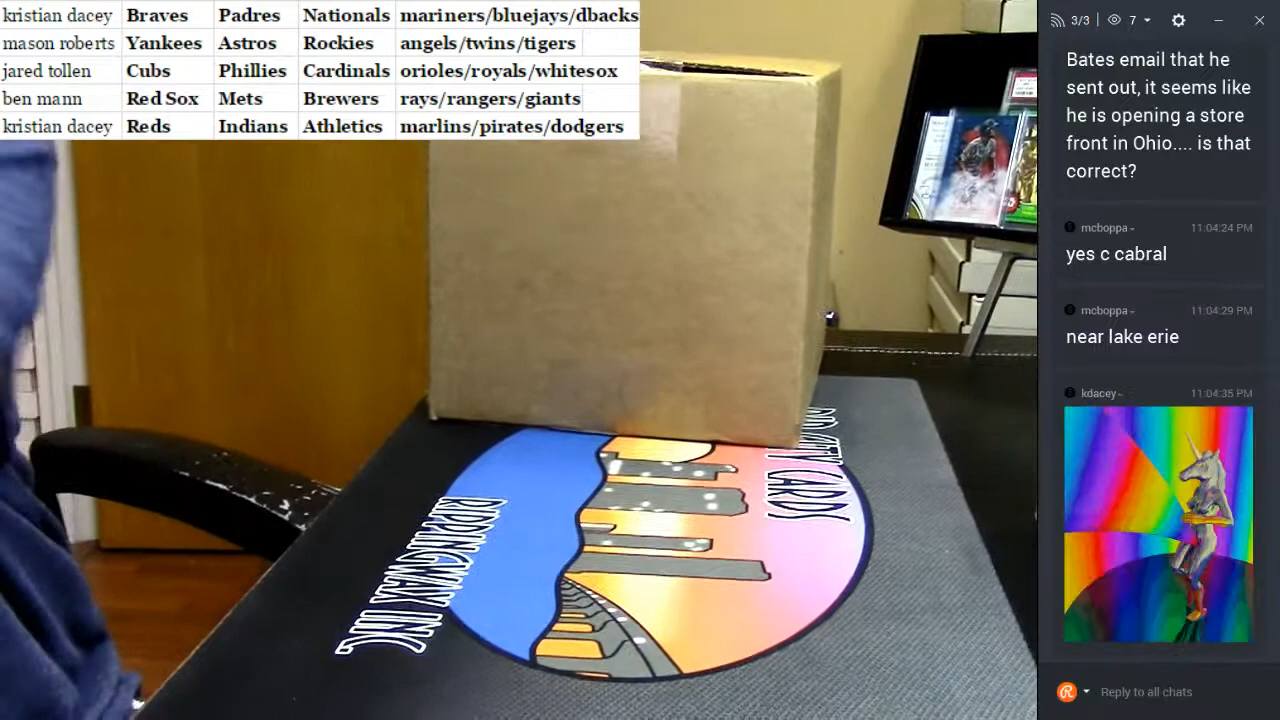 kristian dacey Braves Padres Nationals mariners/bluejays/dbacks
mason roberts Yankees Astros Rockies angels/twins/tigers
jared tollen Cubs Phillies Cardinals orioles/royals/whitesox
ben mann Red Sox Mets Brewers rays/rangers/giants
kristian dacey Reds Indians Athletics marlins/pirates/dodgers
3/3 7
Bates email that he
sent out, it seems like
he is opening a store
front in Ohio.... is that
correct?
mcboppa 11:04:24 PM
yes c cabral
mcboppa 11:04:29 PM
near lake erie
kdacey 11:04:35 PM
Reply to all chats
RIPPINGWAX INC.
CARDS